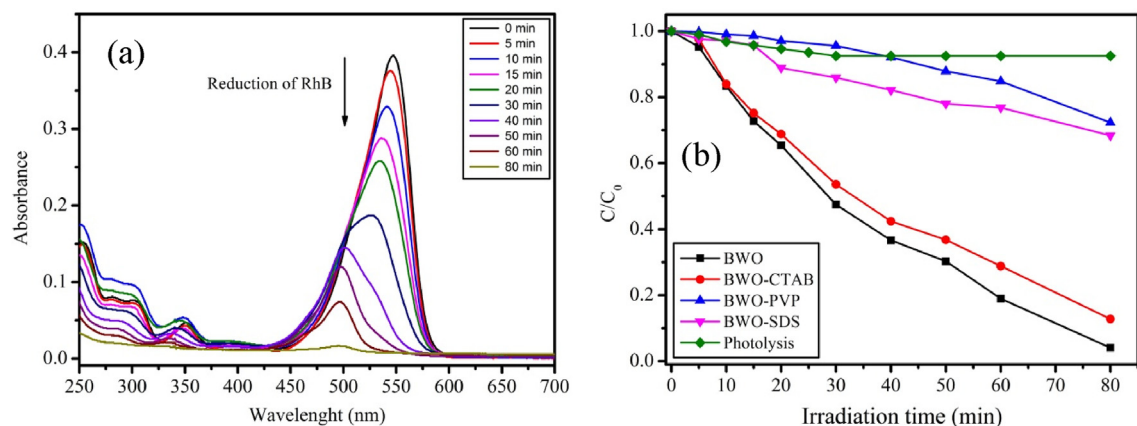 (a)
Reduction of RhB
0 min
5 min
10 min
15 min
20 min
30 min
40 min
50 min
60 min
80 min
0.4
0.3
0.2
0.1
0.0
Absorbance
250 300 350 400 450 500 550 600 650 700
Wavelenght (nm)
(b)
1.0
0.8
0.6
0.4
0.2
0.0
C/C₀
BWO
BWO-CTAB
BWO-PVP
BWO-SDS
Photolysis
0 10 20 30 40 50 60 70 80
Irradiation time (min)